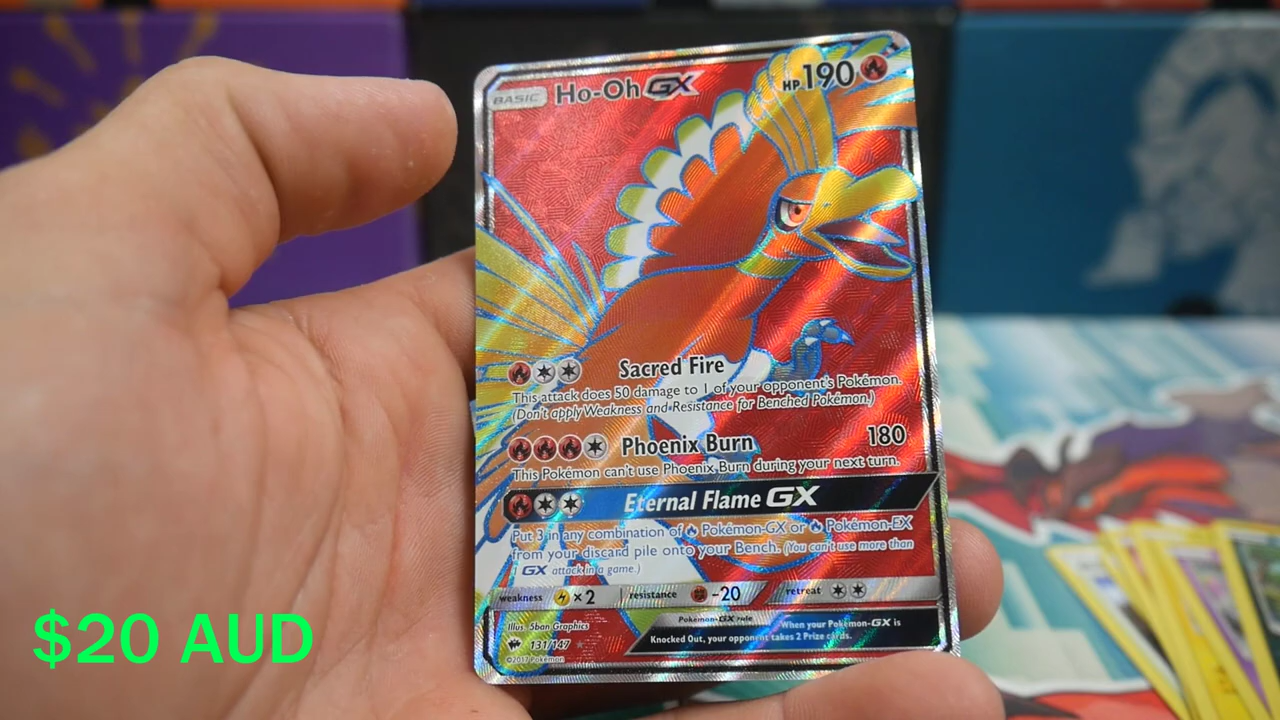 BASIC Ho-Oh GX HP 190
Sacred Fire
This attack does 50 damage to 1 of your opponent's Pokémon.
(Don't apply Weakness and Resistance for Benched Pokémon.)
Phoenix Burn 180
This Pokémon can't use Phoenix Burn during your next turn.
Eternal Flame GX
Put 3 in any combination of Pokémon-GX or Pokémon-EX
from your discard pile onto your Bench. (You can't use more than
GX attack in a game.)
weakness ×2 resistance -20 retreat
Illus. 5ban Graphics
131/147
©2017 Pokémon
Pokémon-GX rule When your Pokémon-GX is
Knocked Out, your opponent takes 2 Prize cards.
$20 AUD